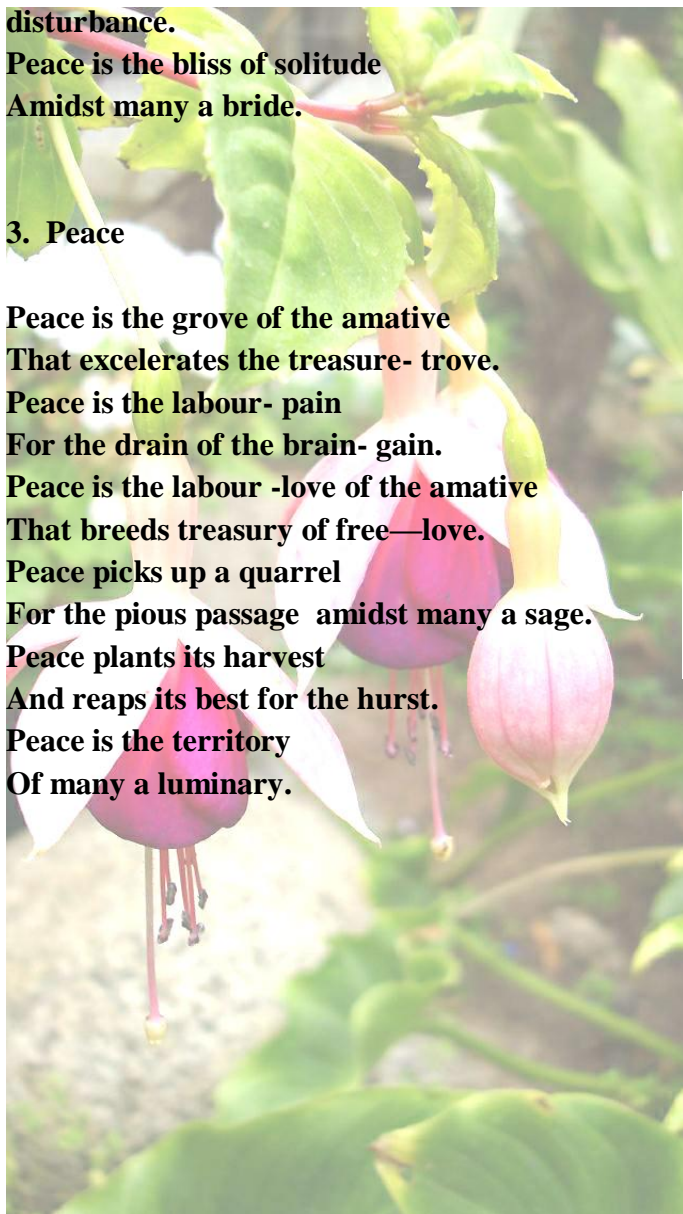 disturbance.
Peace is the bliss of solitude
Amidst many a bride.
3. Peace
Peace is the grove of the amative
That excelerates the treasure- trove.
Peace is the labour- pain
For the drain of the brain- gain.
Peace is the labour -love of the amative
That breeds treasury of free—love.
Peace picks up a quarrel
For the pious passage  amidst many a sage.
Peace plants its harvest
And reaps its best for the hurst.
Peace is the territory
Of many a luminary.